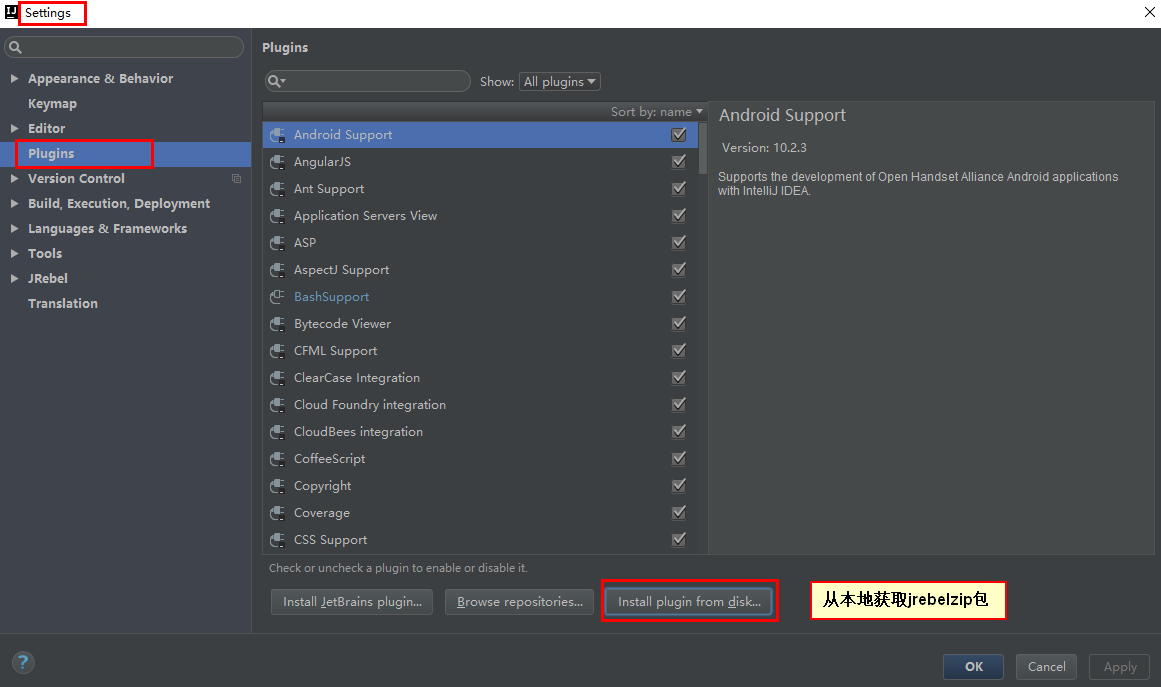 Settings
Plugins
Show: All plugins
Appearance & Behavior
Keymap
Editor
Plugins
Version Control
Build, Execution, Deployment
Languages & Frameworks
Tools
JRebel
Translation
Sort by: name
Android Support
AngularJS
Ant Support
Application Servers View
ASP
AspectJ Support
BashSupport
Bytecode Viewer
CFML Support
ClearCase Integration
Cloud Foundry integration
CloudBees integration
CoffeeScript
Copyright
Coverage
CSS Support
Android Support
Version: 10.2.3
Supports the development of Open Handset Alliance Android applications
with IntelliJ IDEA.
Check or uncheck a plugin to enable or disable it.
Install JetBrains plugin...
Browse repositories...
Install plugin from disk...
从本地获取jrebelzip包
?
OK
Cancel
Apply